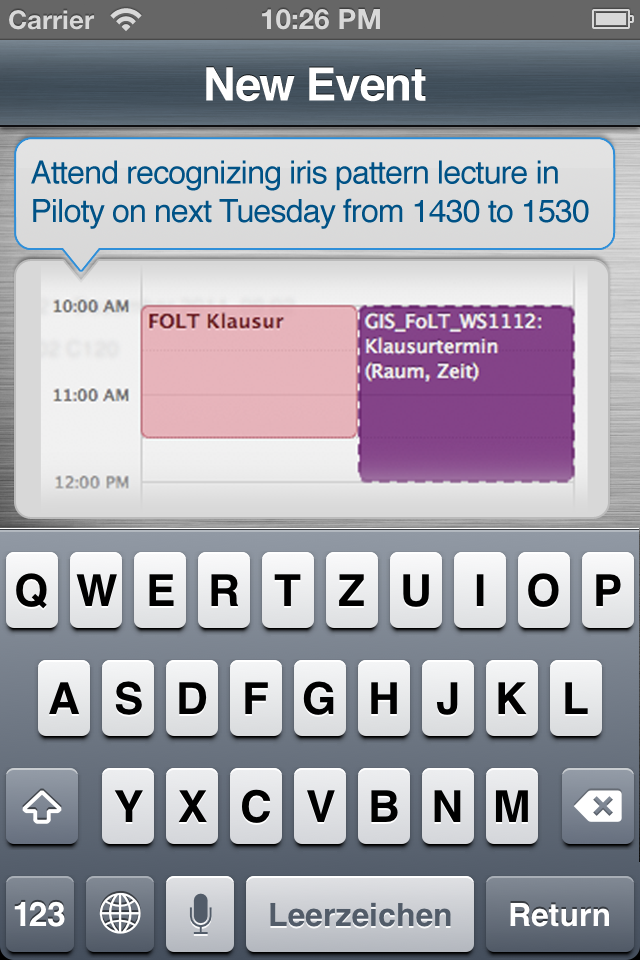 Carrier 10:26 PM
New Event
Attend recognizing iris pattern lecture in
Piloty on next Tuesday from 1430 to 1530
10:00 AM
FOLT Klausur
GIS_FoLT_WS1112:
Klausurtermin
(Raum, Zeit)
11:00 AM
12:00 PM
C120
Q W E R T Z U I O P
A S D F G H J K L
Y X C V B N M
123 Leerzeichen Return